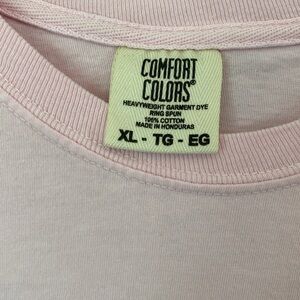 COMFORT
COLORS®
HEAVYWEIGHT GARMENT DYE
RING SPUN
100% COTTON
MADE IN HONDURAS
XL - TG - EG